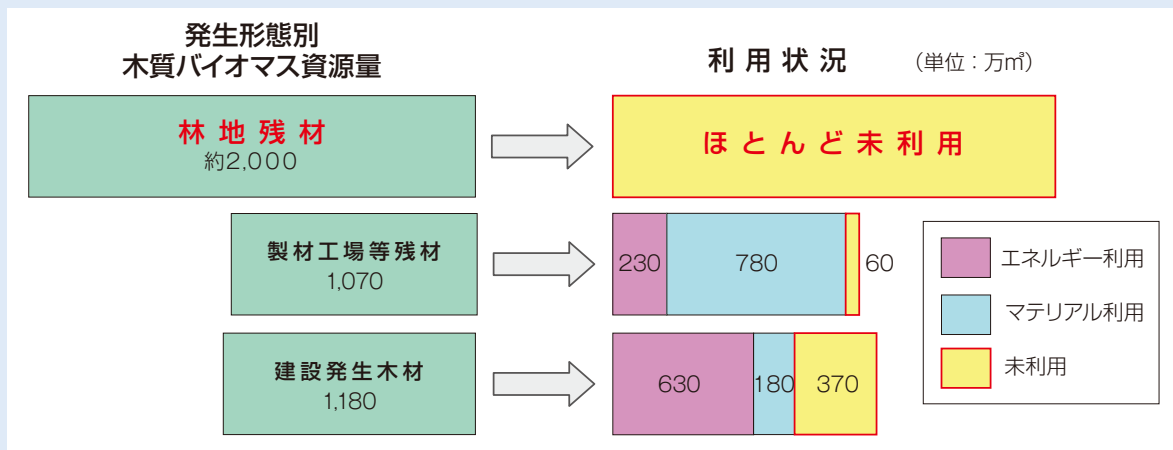 発生形態別
木質バイオマス資源量
利用状況
(単位:万㎥)
林地残材
約2,000
ほとんど未利用
製材工場等残材
1,070
230
780
60
建設発生木材
1,180
630
180
370
エネルギー利用
マテリアル利用
未利用